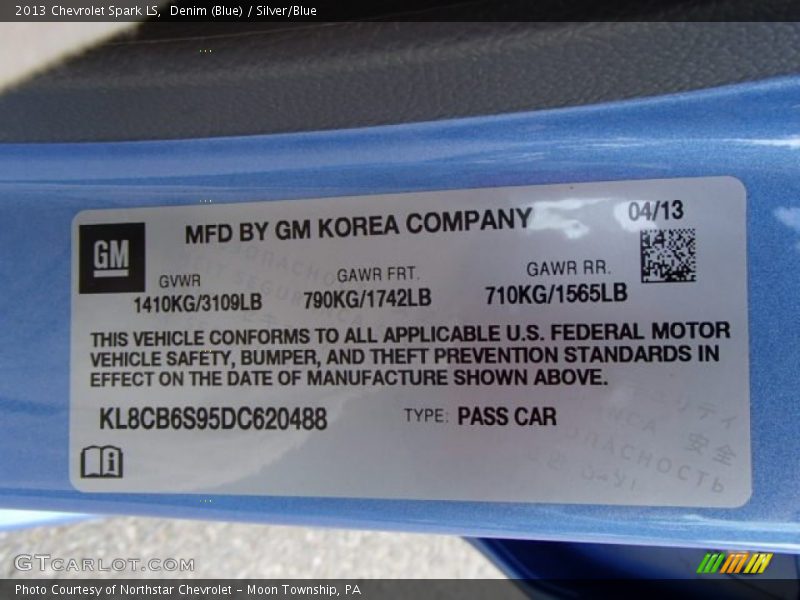 2013 Chevrolet Spark LS, Denim (Blue) / Silver/Blue
MFD BY GM KOREA COMPANY
04/13
GM
GVWR
GAWR FRT.
GAWR RR.
1410KG/3109LB
790KG/1742LB
710KG/1565LB
THIS VEHICLE CONFORMS TO ALL APPLICABLE U.S. FEDERAL MOTOR
VEHICLE SAFETY, BUMPER, AND THEFT PREVENTION STANDARDS IN
EFFECT ON THE DATE OF MANUFACTURE SHOWN ABOVE.
KL8CB6S95DC620488
TYPE: PASS CAR
安全
GTCARLOT.COM
Photo Courtesy of Northstar Chevrolet - Moon Township, PA